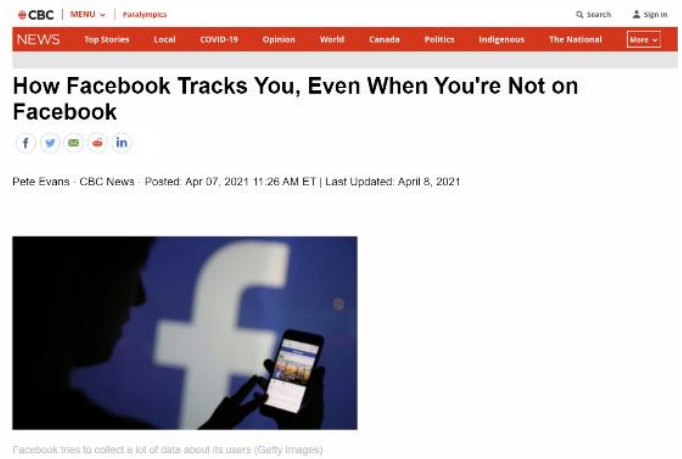 CBC MENU Paralympics Search Sign In
NEWS Top Stories Local COVID-19 Opinion World Canada Politics Indigenous The National More
How Facebook Tracks You, Even When You're Not on
Facebook
Pete Evans · CBC News · Posted: Apr 07, 2021 11:26 AM ET | Last Updated: April 8, 2021
Facebook tries to collect a lot of data about its users (Getty Images)